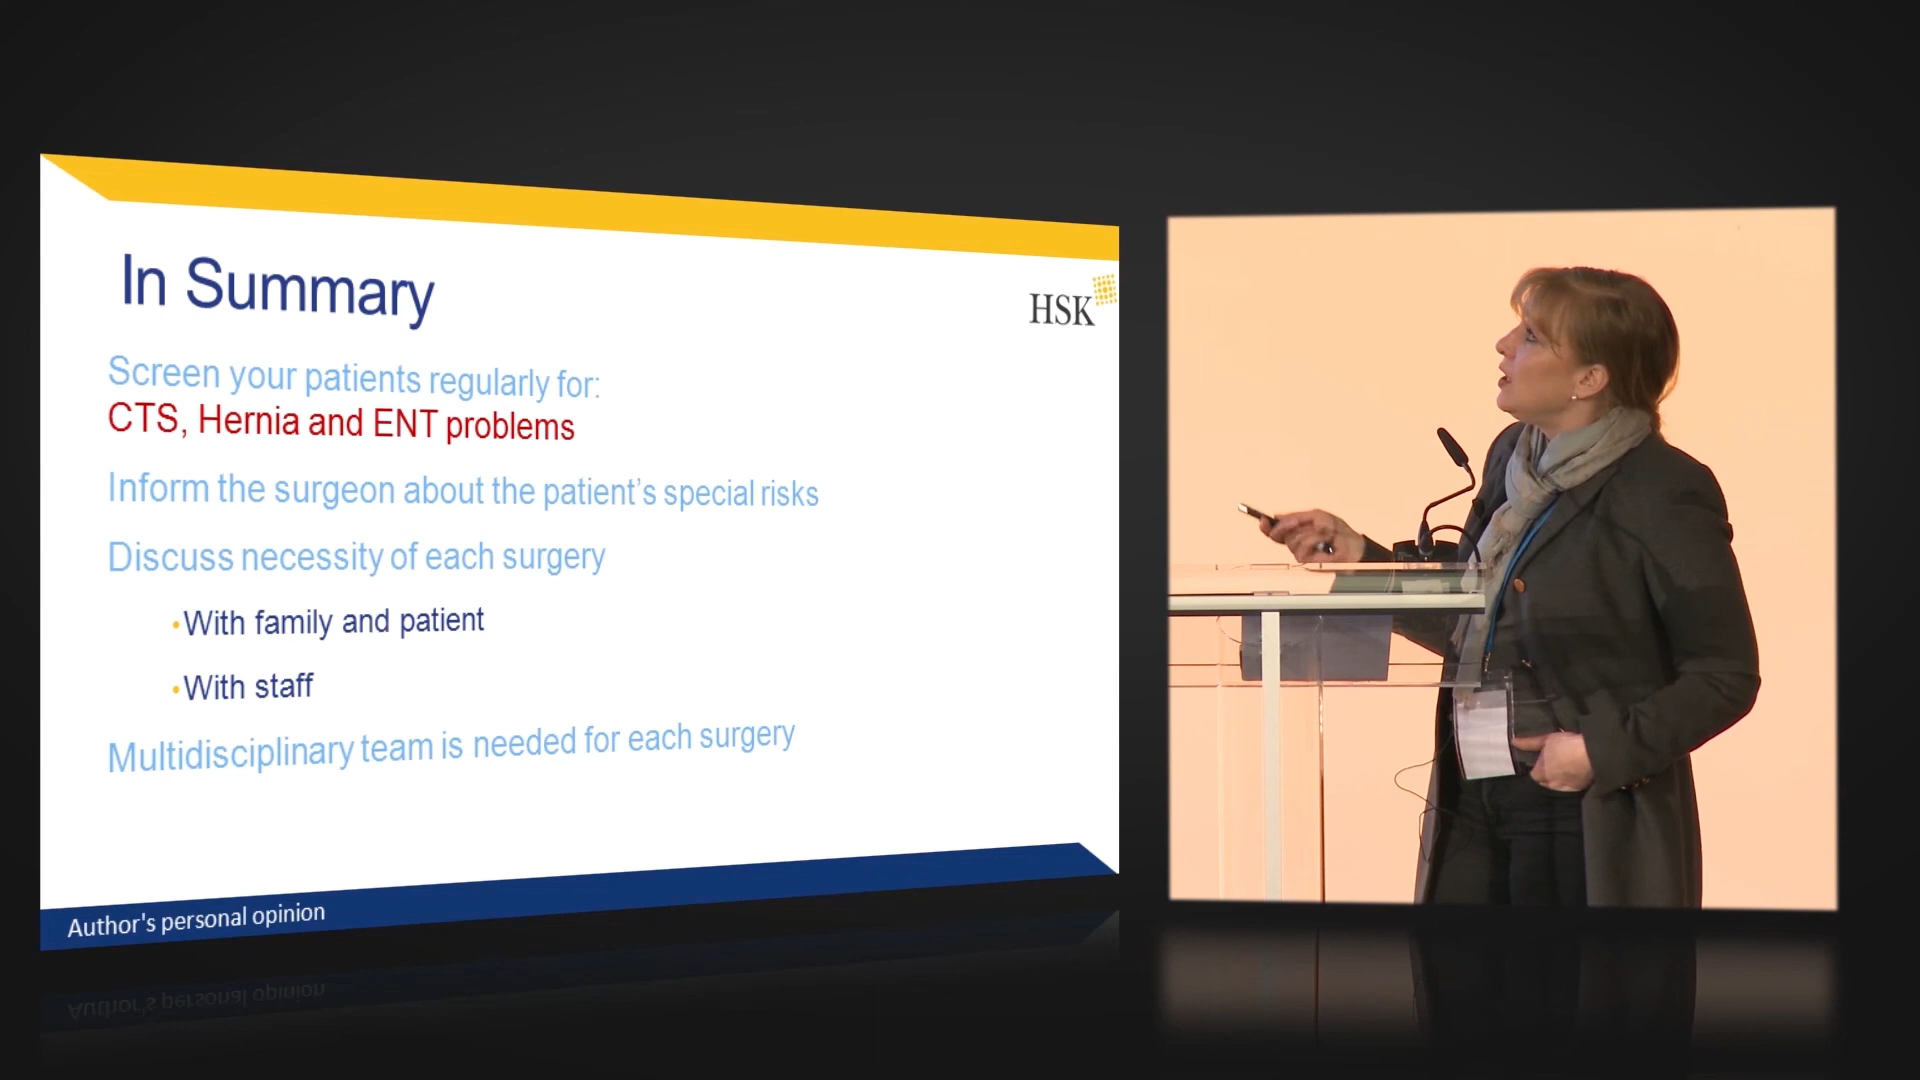 In Summary
HSK
Screen your patients regularly for:
CTS, Hernia and ENT problems
Inform the surgeon about the patient's special risks
Discuss necessity of each surgery
•With family and patient
•With staff
Multidisciplinary team is needed for each surgery
Author's personal opinion